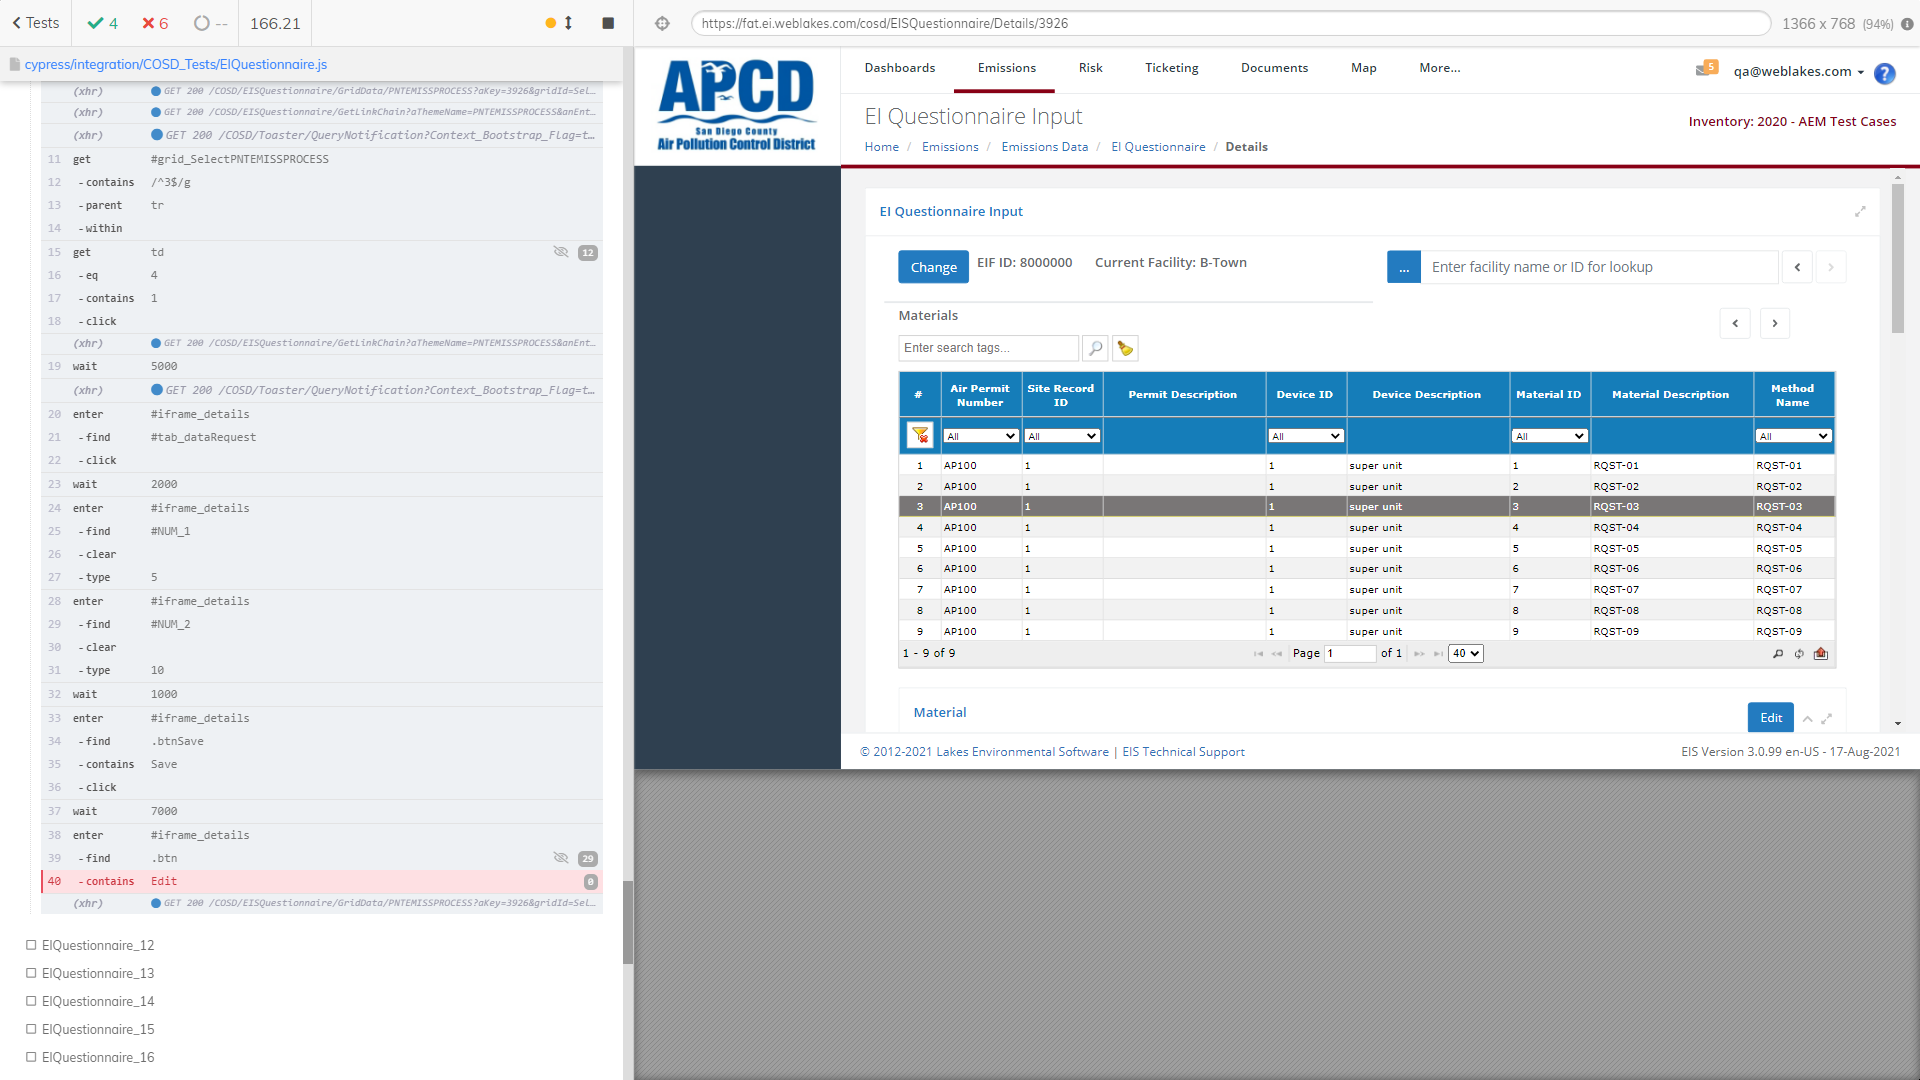 Tests 4 6 -- 166.21
cypress/integration/COSD_Tests/EIQuestionnaire.js
(xhr) GET 200 /COSD/EISQuestionnaire/GridData/PNTEMISSPROCESS?aKey=3926&gridId=Sel...
(xhr) GET 200 /COSD/EISQuestionnaire/GetLinkChain?aThemeName=PNTEMISSPROCESS&anEnt...
(xhr) GET 200 /COSD/Toaster/QueryNotification?Context_Bootstrap_Flag=t...
11 get #grid_SelectPNTEMISSPROCESS
12 -contains /^3$/g
13 -parent tr
14 -within
15 get td 12
16 -eq 4
17 -contains 1
18 -click
(xhr) GET 200 /COSD/EISQuestionnaire/GetLinkChain?aThemeName=PNTEMISSPROCESS&anEnt...
19 wait 5000
(xhr) GET 200 /COSD/Toaster/QueryNotification?Context_Bootstrap_Flag=t...
20 enter #iframe_details
21 -find #tab_dataRequest
22 -click
23 wait 2000
24 enter #iframe_details
25 -find #NUM_1
26 -clear
27 -type 5
28 enter #iframe_details
29 -find #NUM_2
30 -clear
31 -type 10
32 wait 1000
33 enter #iframe_details
34 -find .btnSave
35 -contains Save
36 -click
37 wait 7000
38 enter #iframe_details
39 -find .btn 29
40 -contains Edit 0
(xhr) GET 200 /COSD/EISQuestionnaire/GridData/PNTEMISSPROCESS?aKey=3926&gridId=Sel...
EIQuestionnaire_12
EIQuestionnaire_13
EIQuestionnaire_14
EIQuestionnaire_15
EIQuestionnaire_16
https://fat.ei.weblakes.com/cosd/EISQuestionnaire/Details/3926 1366 x 768 (94%)
APCD
San Diego County
Air Pollution Control District
Dashboards Emissions Risk Ticketing Documents Map More... 5 qa@weblakes.com ?
EI Questionnaire Input
Inventory: 2020 - AEM Test Cases
Home / Emissions / Emissions Data / EI Questionnaire / Details
EI Questionnaire Input
Change EIF ID: 8000000 Current Facility: B-Town ... Enter facility name or ID for lookup
Materials
Enter search tags...
# Air Permit Number Site Record ID Permit Description Device ID Device Description Material ID Material Description Method Name
All All All All All
1 AP100 1 1 super unit 1 RQST-01 RQST-01
2 AP100 1 1 super unit 2 RQST-02 RQST-02
3 AP100 1 1 super unit 3 RQST-03 RQST-03
4 AP100 1 1 super unit 4 RQST-04 RQST-04
5 AP100 1 1 super unit 5 RQST-05 RQST-05
6 AP100 1 1 super unit 6 RQST-06 RQST-06
7 AP100 1 1 super unit 7 RQST-07 RQST-07
8 AP100 1 1 super unit 8 RQST-08 RQST-08
9 AP100 1 1 super unit 9 RQST-09 RQST-09
1 - 9 of 9 Page 1 of 1 40
Material Edit
© 2012-2021 Lakes Environmental Software | EIS Technical Support EIS Version 3.0.99 en-US - 17-Aug-2021